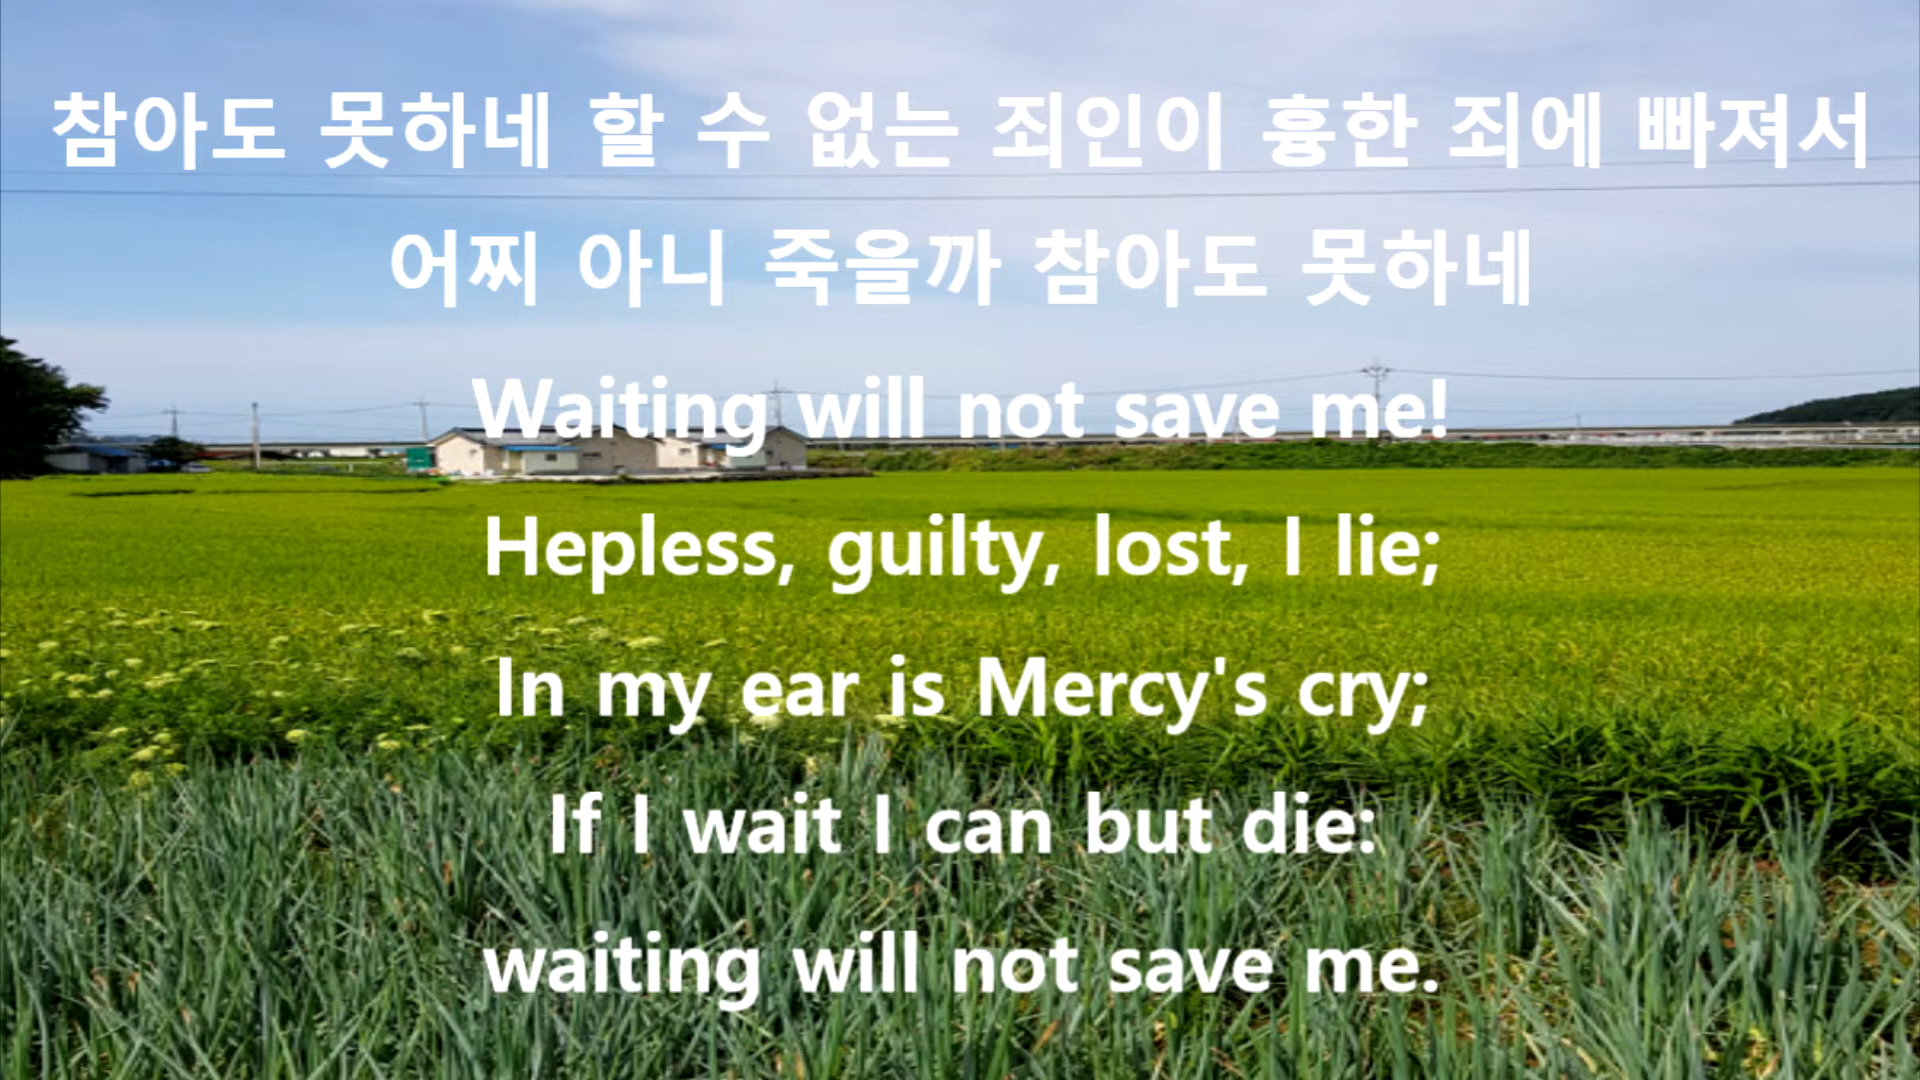 참아도 못하네 할 수 없는 죄인이 흉한 죄에 빠져서
어찌 아니 죽을까 참아도 못하네
Waiting will not save me!
Hepless, guilty, lost, I lie;
In my ear is Mercy's cry;
If I wait I can but die:
waiting will not save me.